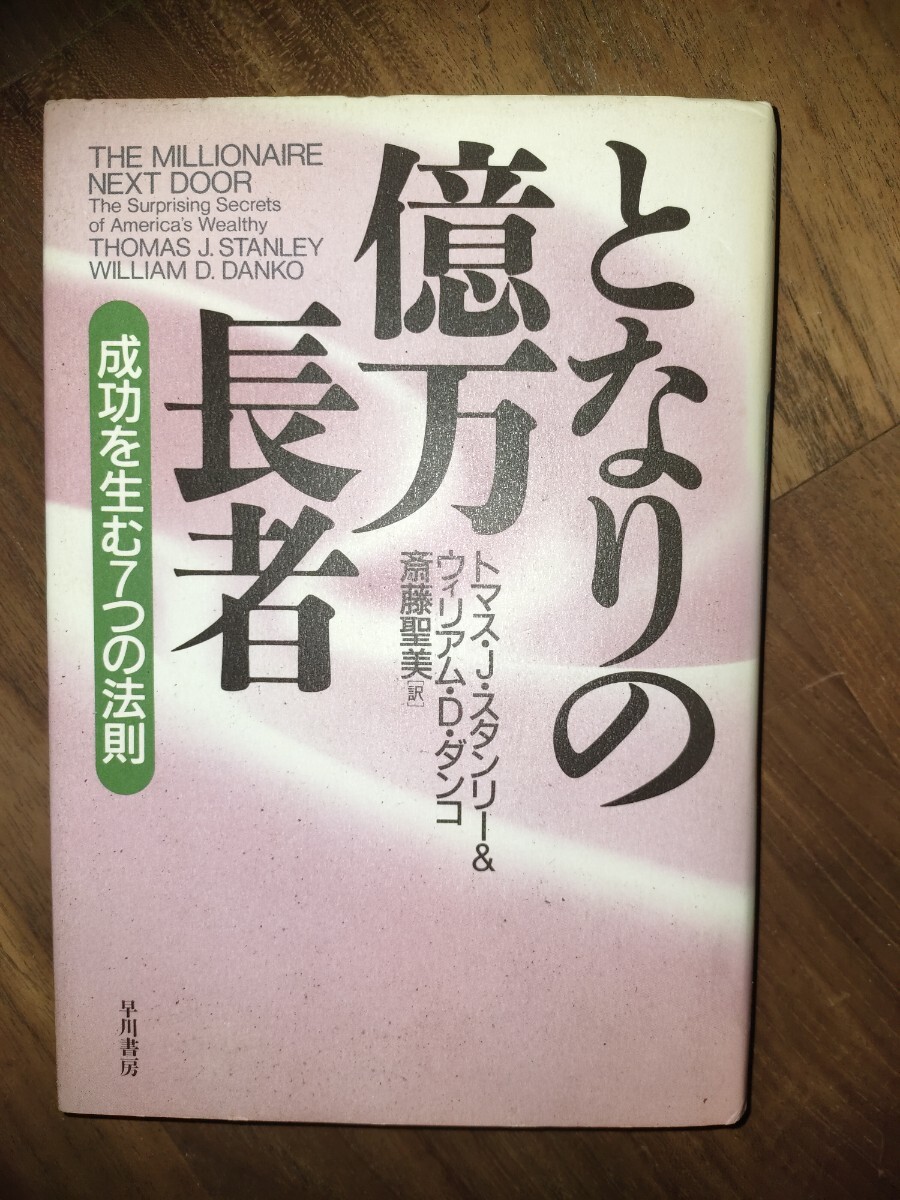 THE MILLIONAIRE
NEXT DOOR
The Surprising Secrets
of America's Wealthy
THOMAS J. STANLEY
WILLIAM D. DANKO
となりの
億万
長者
トマス・J・スタンリー&
ウィリアム・D・ダンコ
斎藤聖美[訳]
成功を生む7つの法則
早川書房